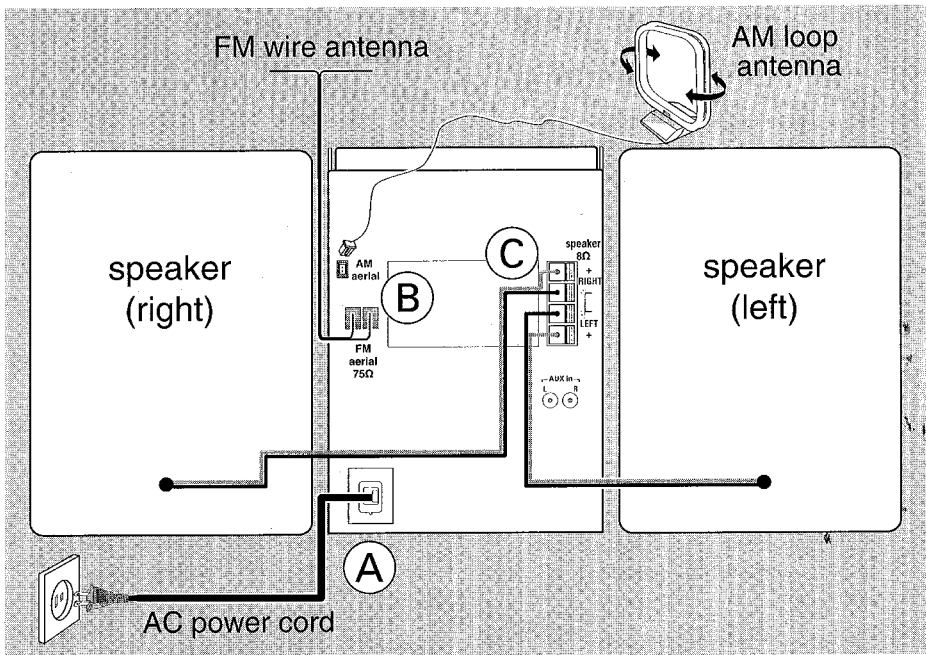 FM wire antenna
AM loop
antenna
speaker
(right)
AM
aerial
B
FM
aerial
75Ω
C
speaker
8Ω
+
RIGHT
–
LEFT
+
AUX in
L R
speaker
(left)
A
AC power cord